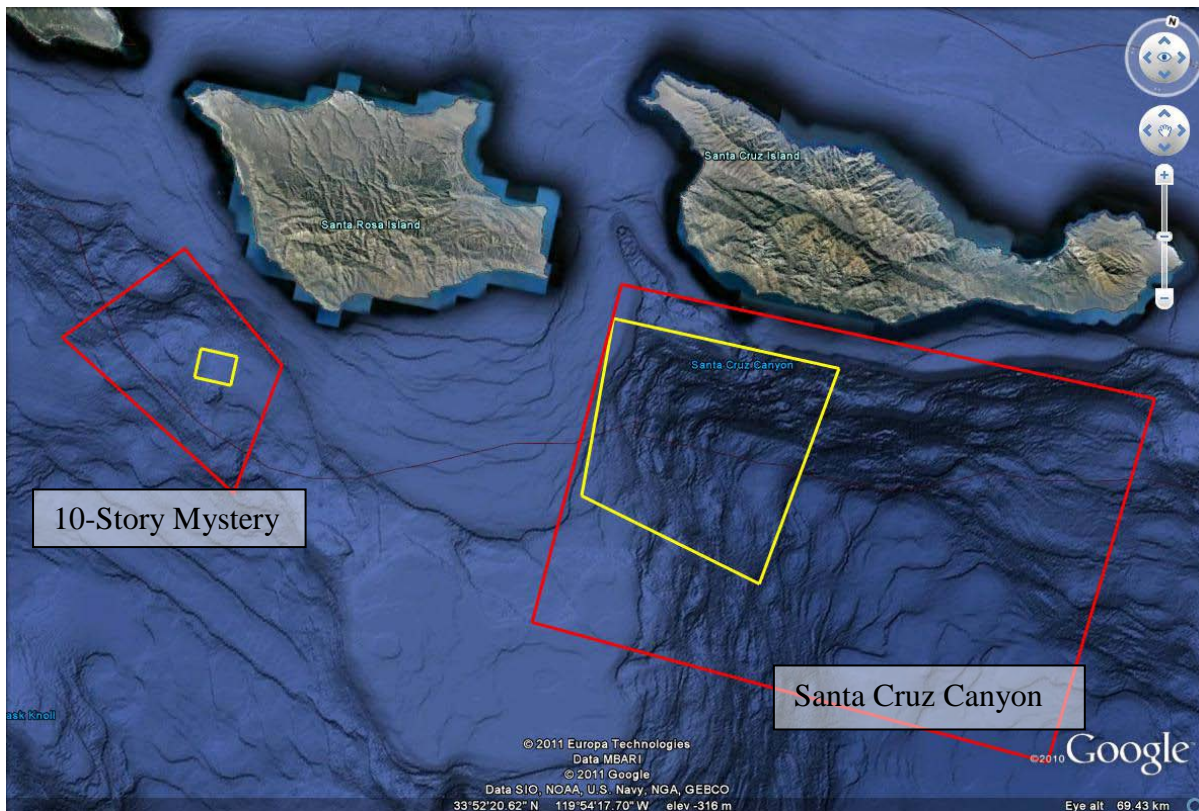 N
Santa Cruz Island
Santa Rosa Island
Santa Cruz Canyon
10-Story Mystery
Santa Cruz Canyon
ask Knoll
© 2011 Europa Technologies
Data MBARI
© 2011 Google
Data SIO, NOAA, U.S. Navy, NGA, GEBCO
©2010 Google
33°52'20.62" N 119°54'17.70" W elev -316 m
Eye alt 69.43 km